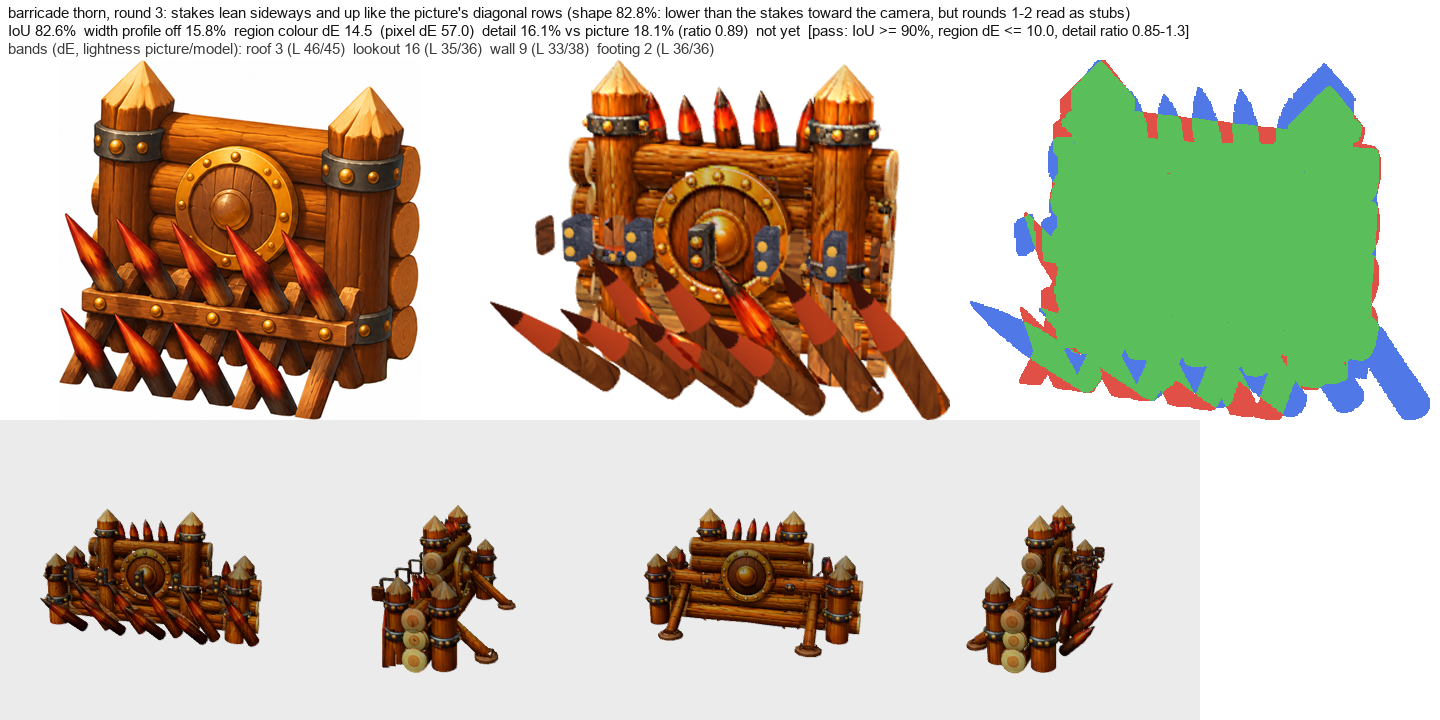 barricade thorn, round 3: stakes lean sideways and up like the picture's diagonal rows (shape 82.8%: lower than the stakes toward the camera, but rounds 1-2 read as stubs)
IoU 82.6%  width profile off 15.8%  region colour dE 14.5  (pixel dE 57.0)  detail 16.1% vs picture 18.1% (ratio 0.89)  not yet  [pass: IoU >= 90%, region dE <= 10.0, detail ratio 0.85-1.3]
bands (dE, lightness picture/model): roof 3 (L 46/45)  lookout 16 (L 35/36)  wall 9 (L 33/38)  footing 2 (L 36/36)